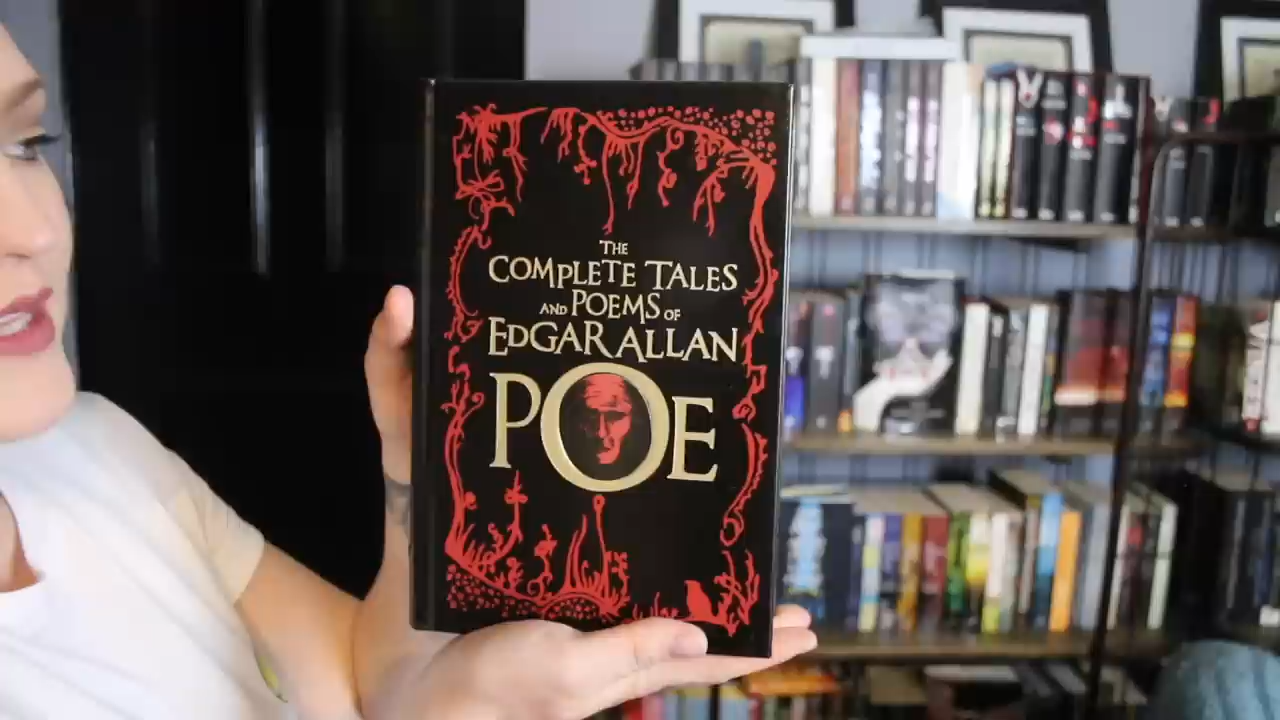 THE
COMPLETE TALES
AND POEMS OF
EDGAR ALLAN
POE